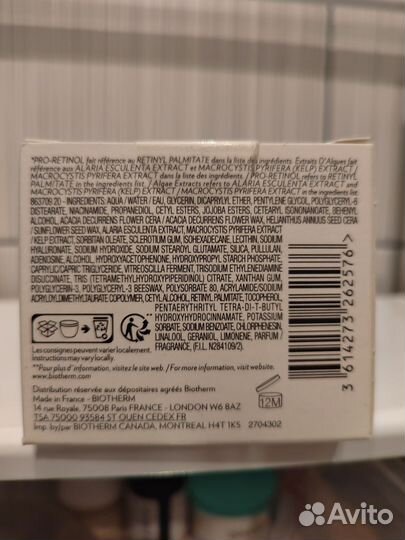 *PRO-RETINOL fait référence au RETINYL PALMITATE dans la liste des ingrédients. Extraits D'Algues font référence
aux ALARIA ESCULENTA EXTRACT et MACROCYSTIS PYRIFERA (KELP) EXTRACT
MACROCYSTIS PYRIFERA (KELP) EXTRACT dans la liste des ingrédients. / PRO-RETINOL refers to RETINYL
PALMITATE in the ingredients list. / Algae Extracts refers to ALARIA ESCULENTA EXTRACT and
MACROCYSTIS PYRIFERA (KELP) EXTRACT in the ingredients list.
863709 20 - INGREDIENTS: AQUA / WATER / EAU, GLYCERIN, DICAPRYLYL ETHER, PENTYLENE GLYCOL, POLYGLYCERYL-6
DISTEARATE, NIACINAMIDE, PROPANEDIOL, CETYL ESTERS, JOJOBA ESTERS, CETEARYL ISONONANOATE, BEHENYL
ALCOHOL, ACACIA DECURRENS FLOWER CERA / ACACIA DECURRENS FLOWER WAX, HELIANTHUS ANNUUS SEED CERA
/ SUNFLOWER SEED WAX, ALARIA ESCULENTA EXTRACT, MACROCYSTIS PYRIFERA EXTRACT
/ KELP EXTRACT, SORBITAN OLEATE, SCLEROTIUM GUM, ISOHEXADECANE, LECITHIN, SODIUM
HYALURONATE, SODIUM HYDROXIDE, SODIUM STEAROYL GLUTAMATE, SILICA, PULLULAN,
ADENOSINE, ALCOHOL, HYDROXYACETOPHENONE, HYDROXYPROPYL STARCH PHOSPHATE,
CAPRYLIC/CAPRIC TRIGLYCERIDE, VITREOSCILLA FERMENT, TRISODIUM ETHYLENEDIAMINE
DISUCCINATE, TRIS (TETRAMETHYLHYDROXYPIPERIDINOL) CITRATE, XANTHAN GUM,
POLYGLYCERIN-3, POLYGLYCERYL-3 BEESWAX, POLYSORBATE 80, ACRYLAMIDE/SODIUM
ACRYLOYLDIMETHYLTAURATE COPOLYMER, CETYL ALCOHOL, RETINYL PALMITATE, TOCOPHEROL,
PENTAERYTHRITYL TETRA-DI-T-BUTYL
HYDROXYHYDROCINNAMATE, POTASSIUM
SORBATE, SODIUM BENZOATE, CHLORPHENESIN,
LINALOOL, GERANIOL, LIMONENE, PARFUM /
FRAGRANCE, (F.I.L. N284109/2).
Les consignes peuvent varier localement.
instructions may vary locally.
**Pour plus d'information, visitez le site Internet. / For more information, visit the website.
www.biotherm.com
Distribution réservée aux dépositaires agréés Biotherm
Made in France - BIOTHERM
14 rue Royale, 75008 PARIS FRANCE - LONDON W6 8AZ
TSA 75000 93584 ST OUEN CEDEX FR
Imp. by/par BIOTHERM CANADA, MONTREAL H4T 1K5 2704302
12M
3 614273 262576 >
Avito